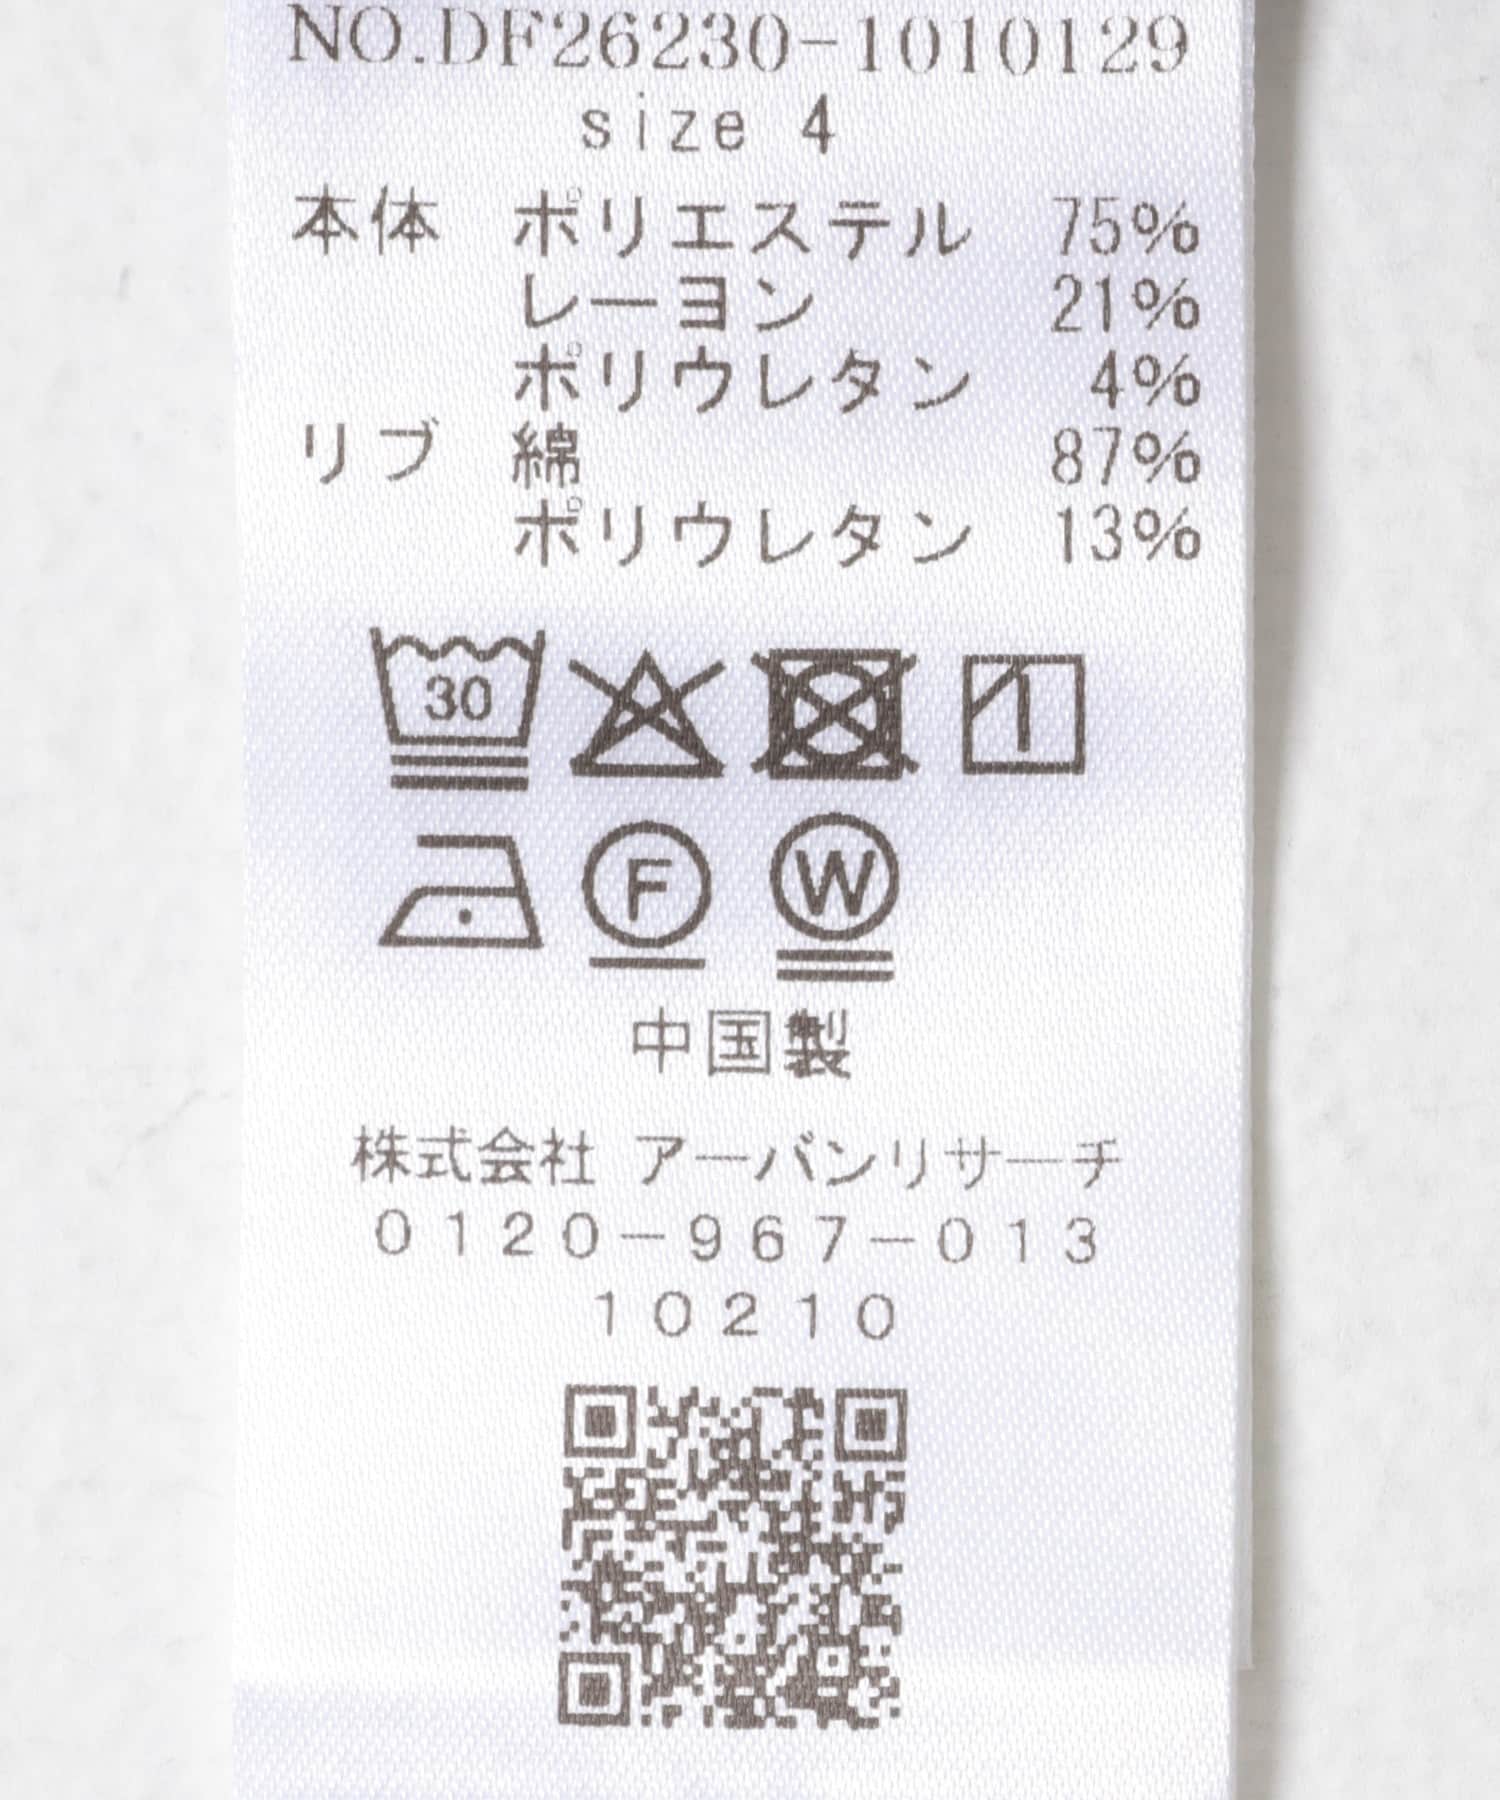 NO.DF26230-1010129
size 4
本体 ポリエステル 75%
レーヨン 21%
ポリウレタン 4%
リブ 綿 87%
ポリウレタン 13%
30
F W
中国製
株式会社 アーバンリサーチ
0120-967-013
10210